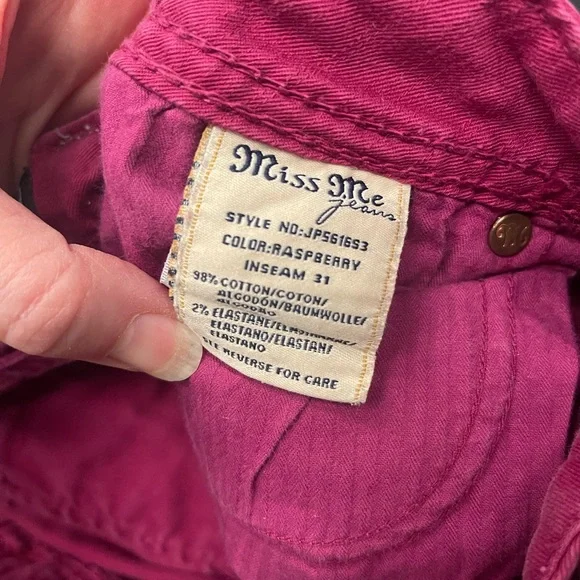 Miss Me
jeans
STYLE NO:JP561653
COLOR:RASPBERRY
INSEAM 31
98% COTTON/COTON/
ALGODÓN/BAUMWOLLE/
ALGODAO
2% ELASTANE/
ELASTANO/ELASTAN/
ELASTANO
SEE REVERSE FOR CARE